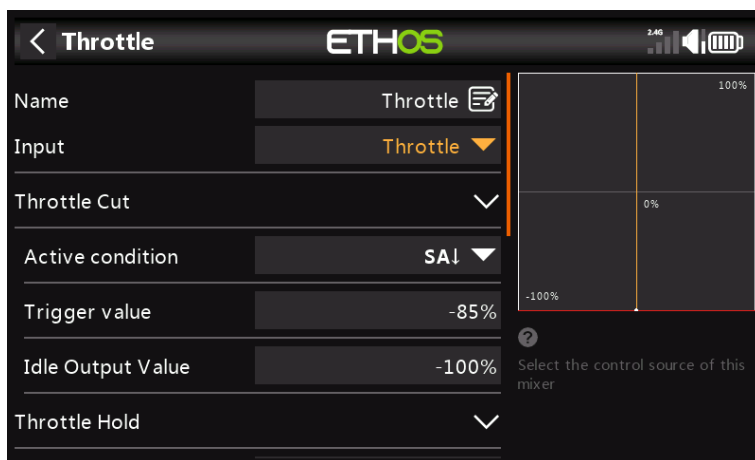 Throttle
ETHOS
2.4G
Name
Throttle
Input
Throttle
Throttle Cut
Active condition
SA↓
Trigger value
-85%
Idle Output Value
-100%
Throttle Hold
100%
0%
-100%
?
Select the control source of this
mixer